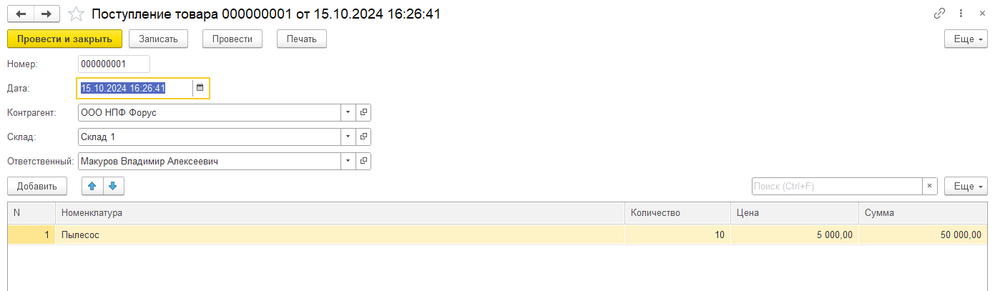 Поступление товара 000000001 от 15.10.2024 16:26:41
Провести и закрыть Записать Провести Печать Еще
Номер: 000000001
Дата: 15.10.2024 16:26:41
Контрагент: ООО НПФ Форус
Склад: Склад 1
Ответственный: Макуров Владимир Алексеевич
Добавить Поиск (Ctrl+F) × Еще
N Номенклатура Количество Цена Сумма
1 Пылесос 10 5 000,00 50 000,00